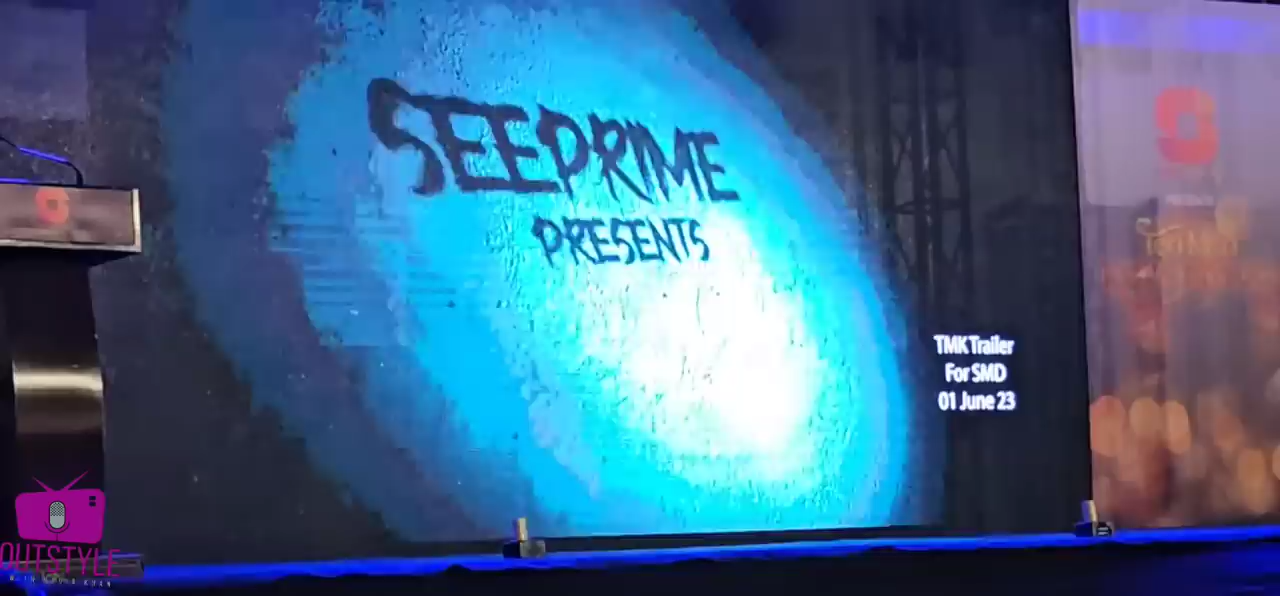 SEEPRIME
PRESENTS
TMK Trailer
For SMD
01 June 23
OUTSTYLE